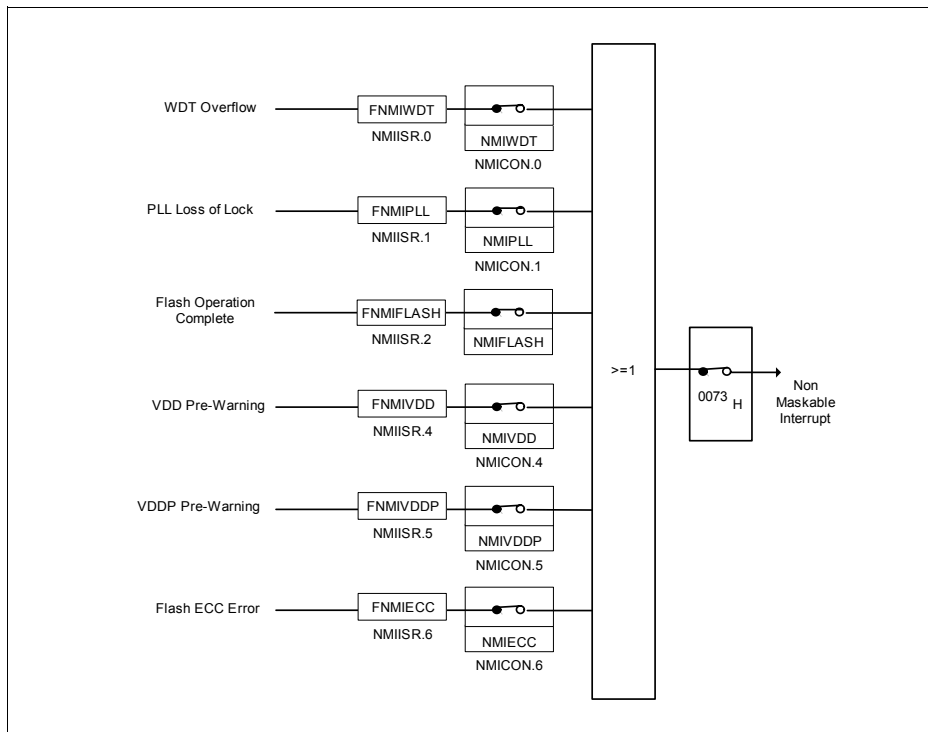 WDT Overflow
FNMIWDT
NMIISR.0
NMIWDT
NMICON.0
PLL Loss of Lock
FNMIPLL
NMIISR.1
NMIPLL
NMICON.1
Flash Operation
Complete
FNMIFLASH
NMIISR.2
NMIFLASH
>=1
0073 H
Non
Maskable
Interrupt
VDD Pre-Warning
FNMIVDD
NMIISR.4
NMIVDD
NMICON.4
VDDP Pre-Warning
FNMIVDDP
NMIISR.5
NMIVDDP
NMICON.5
Flash ECC Error
FNMIECC
NMIISR.6
NMIECC
NMICON.6